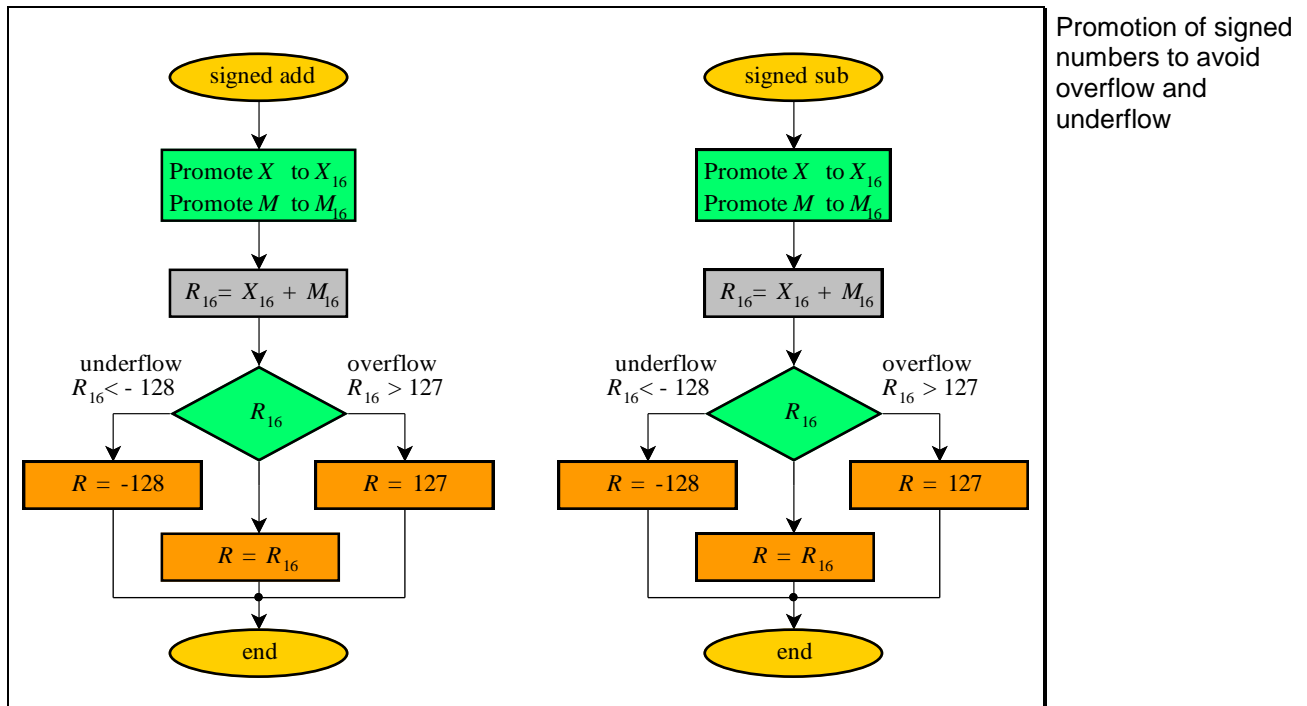 Promotion of signed
numbers to avoid
overflow and
underflow
signed add
Promote X to X16
Promote M to M16
R16= X16 + M16
underflow
R16< - 128
overflow
R16 > 127
R16
R = -128
R = 127
R = R16
end
signed sub
Promote X to X16
Promote M to M16
R16= X16 + M16
underflow
R16< - 128
overflow
R16 > 127
R16
R = -128
R = 127
R = R16
end